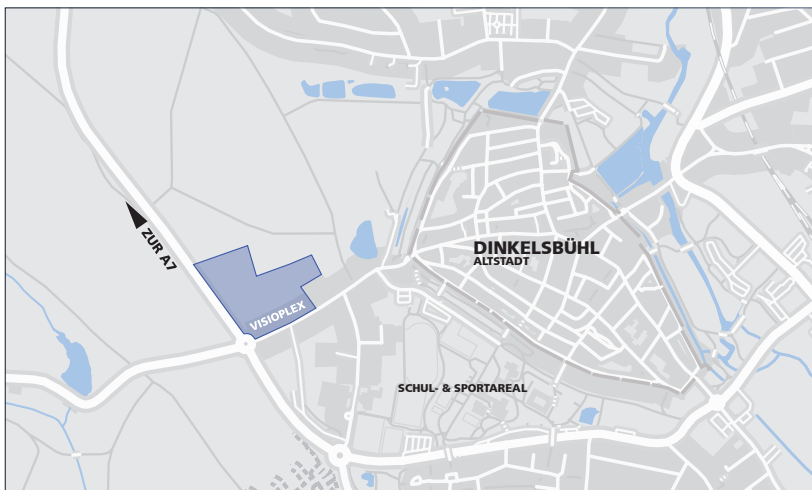 ZUR A7
DINKELSBÜHL
ALTSTADT
VISIOPLEX
SCHUL- & SPORTAREAL